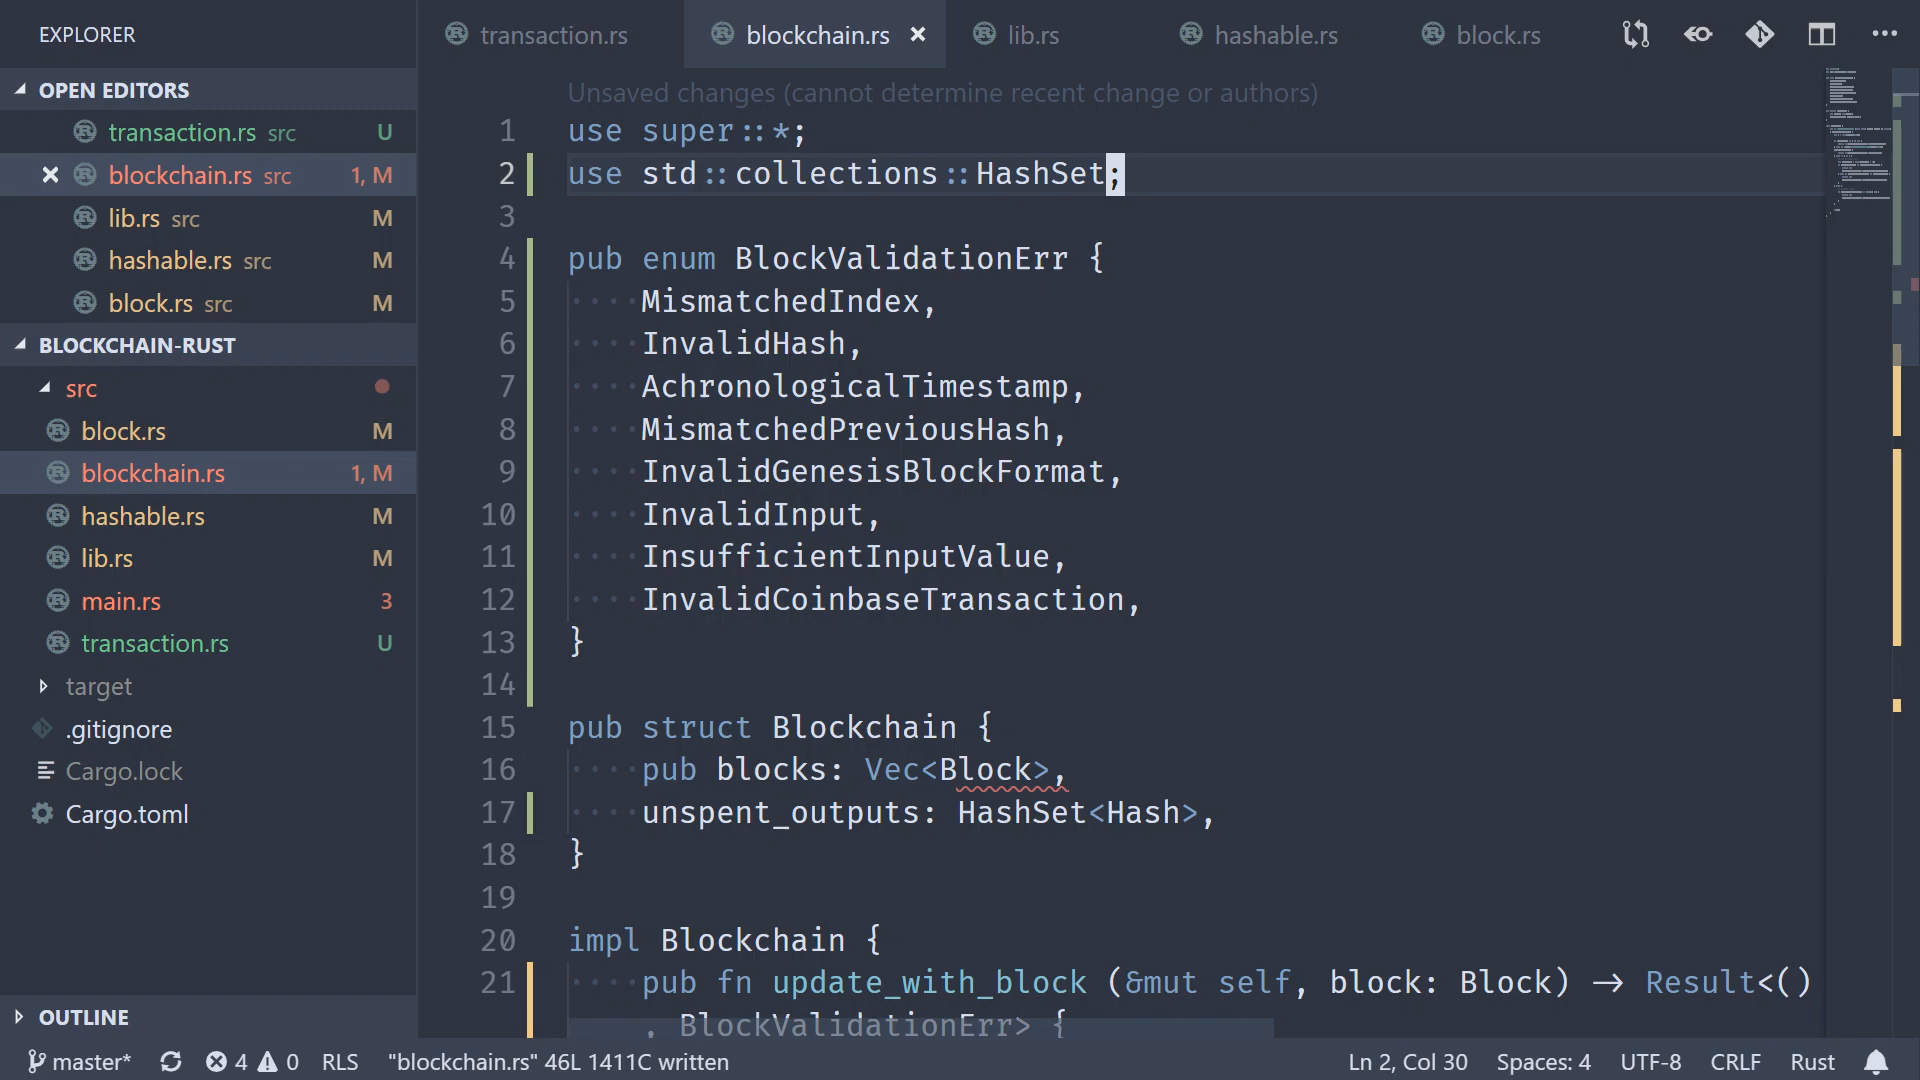 EXPLORER
OPEN EDITORS
transaction.rs src U
blockchain.rs src 1, M
lib.rs src M
hashable.rs src M
block.rs src M
BLOCKCHAIN-RUST
src
block.rs M
blockchain.rs 1, M
hashable.rs M
lib.rs M
main.rs 3
transaction.rs U
target
.gitignore
Cargo.lock
Cargo.toml
OUTLINE
transaction.rs blockchain.rs lib.rs hashable.rs block.rs
Unsaved changes (cannot determine recent change or authors)
1 use super::*;
2 use std::collections::HashSet;
3
4 pub enum BlockValidationErr {
5 ····MismatchedIndex,
6 ····InvalidHash,
7 ····AchronologicalTimestamp,
8 ····MismatchedPreviousHash,
9 ····InvalidGenesisBlockFormat,
10 ····InvalidInput,
11 ····InsufficientInputValue,
12 ····InvalidCoinbaseTransaction,
13 }
14
15 pub struct Blockchain {
16 ····pub blocks: Vec<Block>,
17 ····unspent_outputs: HashSet<Hash>,
18 }
19
20 impl Blockchain {
21 ····pub fn update_with_block (&mut self, block: Block) -> Result<()
, BlockValidationErr> {
master* 4 0 RLS "blockchain.rs" 46L 1411C written Ln 2, Col 30 Spaces: 4 UTF-8 CRLF Rust